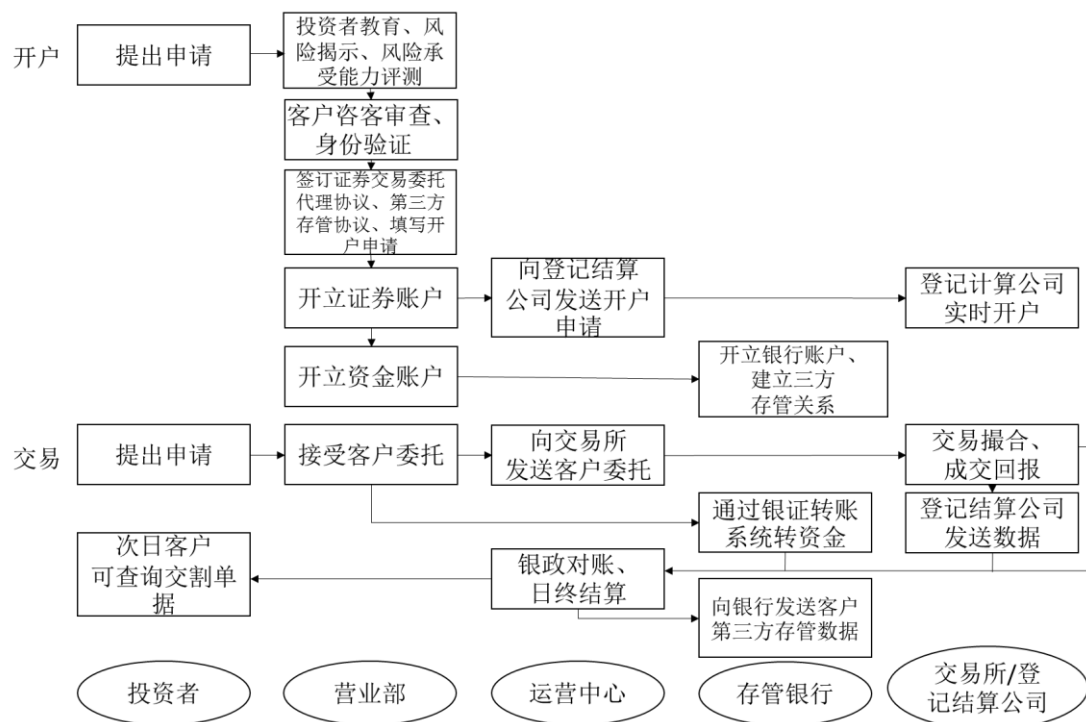 开户
提出申请
投资者教育、风
险揭示、风险承
受能力评测
客户咨客审查、
身份验证
签订证券交易委托
代理协议、第三方
存管协议、填写开
户申请
开立证券账户
向登记结算
公司发送开户
申请
登记计算公司
实时开户
开立资金账户
开立银行账户、
建立三方
存管关系
交易
提出申请
接受客户委托
向交易所
发送客户委托
交易撮合、
成交回报
通过银证转账
系统转资金
登记结算公司
发送数据
次日客户
可查询交割单
据
银政对账、
日终结算
向银行发送客户
第三方存管数据
投资者
营业部
运营中心
存管银行
交易所/登
记结算公司